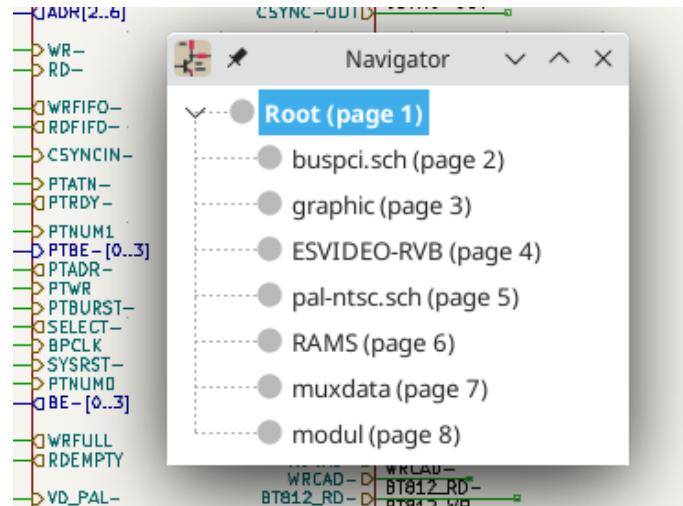 ADR[2..6]
CSYNC-OUT
WR-
RD-
WRFIFO-
RDFIFO-
CSYNCIN-
PTATN-
PTRDY-
PTNUM1
PTBE-[0..3]
PTADR-
PTWR
PTBURST-
SELECT-
BPCLK
SYSRST-
PTNUM0
BE-[0..3]
WRFULL
RDEMPTY
VD_PAL-
Navigator
Root (page 1)
buspci.sch (page 2)
graphic (page 3)
ESVIDEO-RVB (page 4)
pal-ntsc.sch (page 5)
RAMS (page 6)
muxdata (page 7)
modul (page 8)
WRCAD-
WRCAD-
BT812_RD-
BT812_RD-